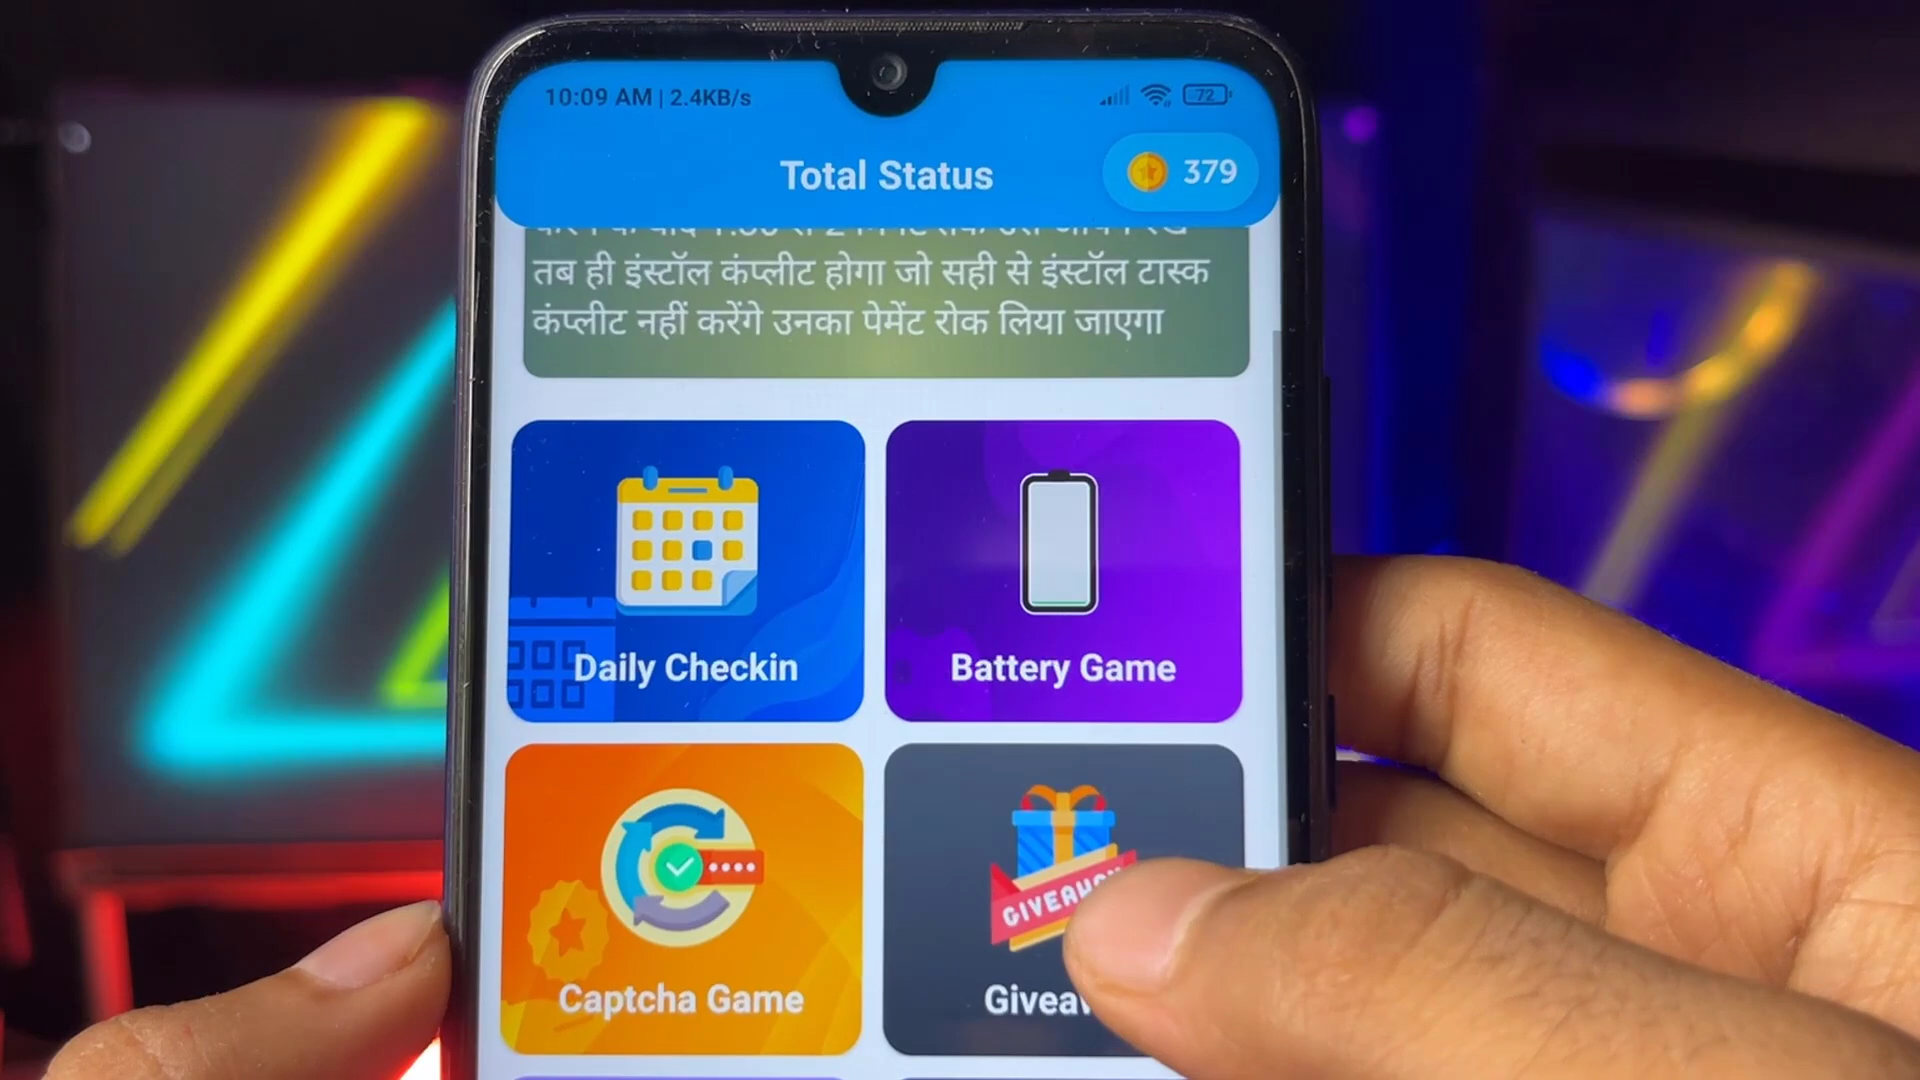 10:09 AM | 2.4KB/s
72
Total Status
379
तब ही इंस्टॉल कंप्लीट होगा जो सही से इंस्टॉल टास्क
कंप्लीट नहीं करेंगे उनका पेमेंट रोक लिया जाएगा
Daily Checkin
Battery Game
Captcha Game